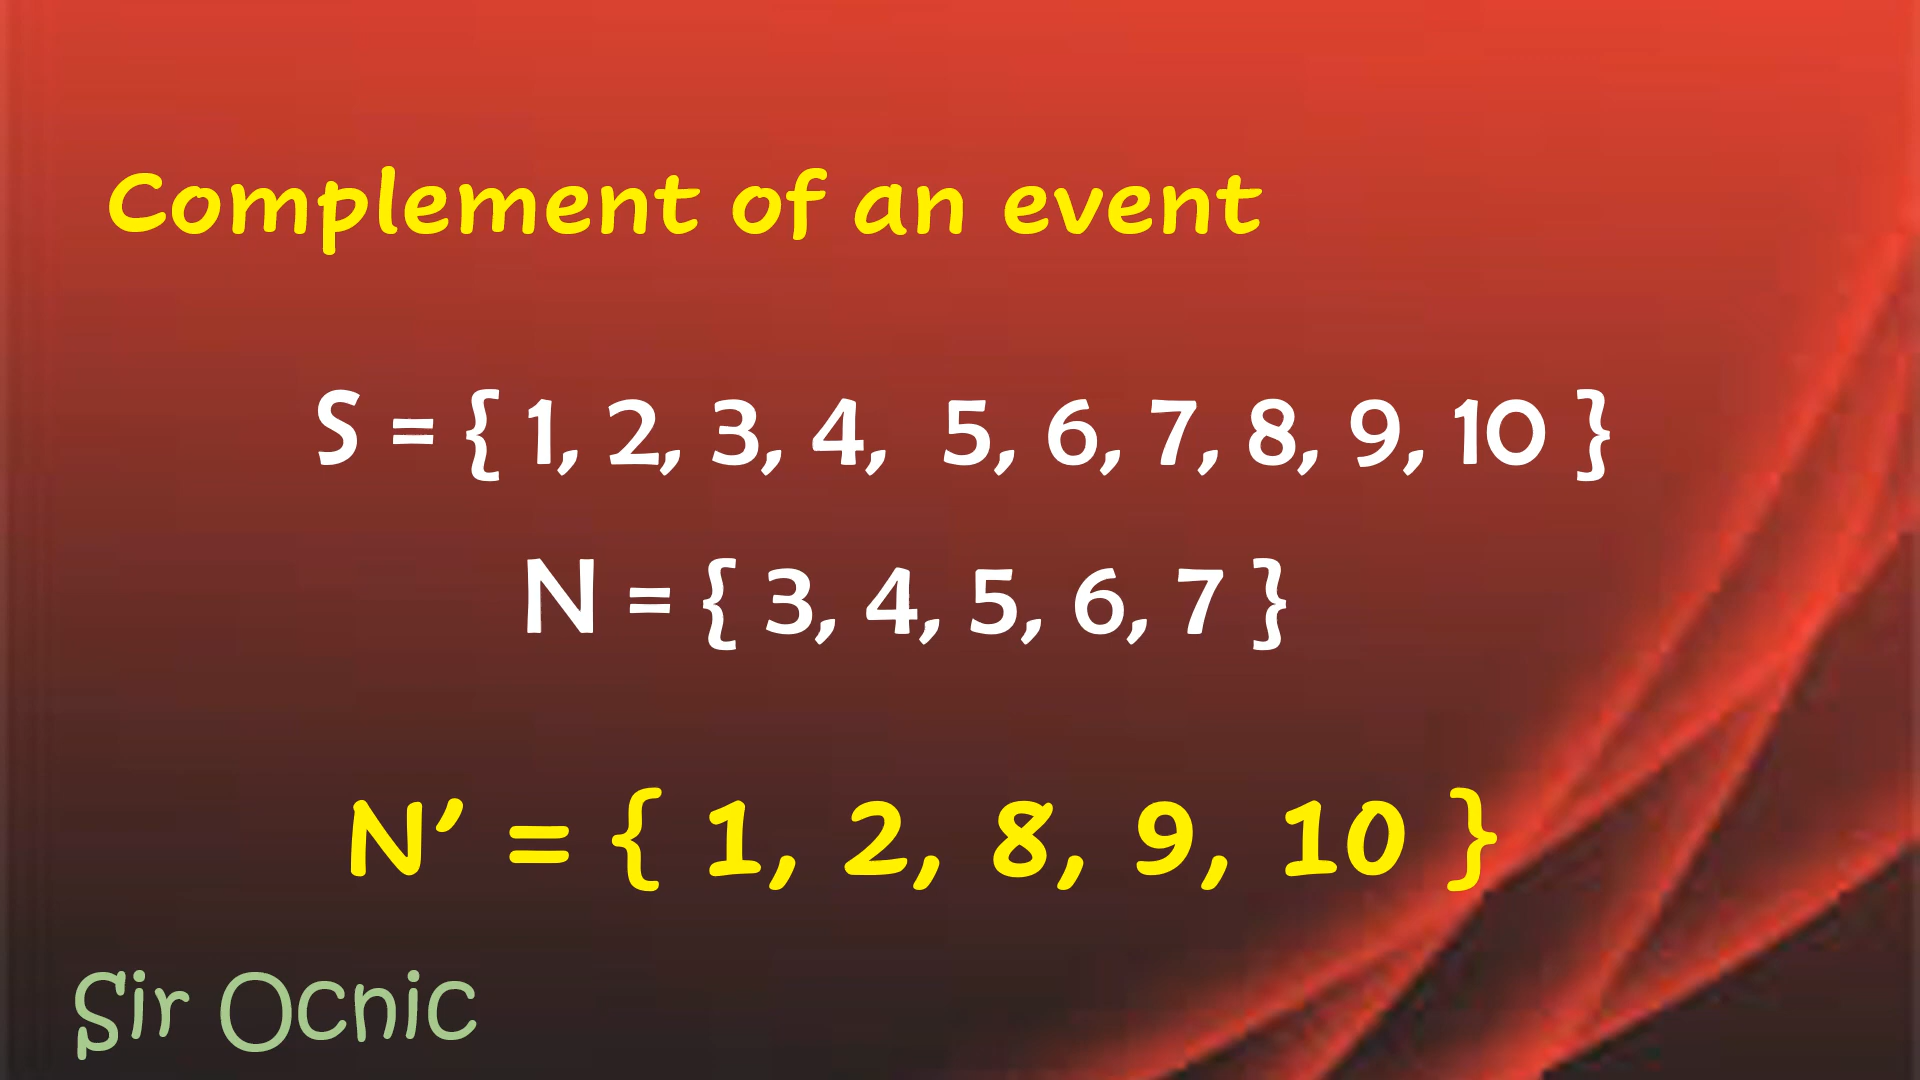 Complement of an event
S = { 1, 2, 3, 4, 5, 6, 7, 8, 9, 10 }
N = { 3, 4, 5, 6, 7 }
N' = { 1, 2, 8, 9, 10 }
Sir Ocnic